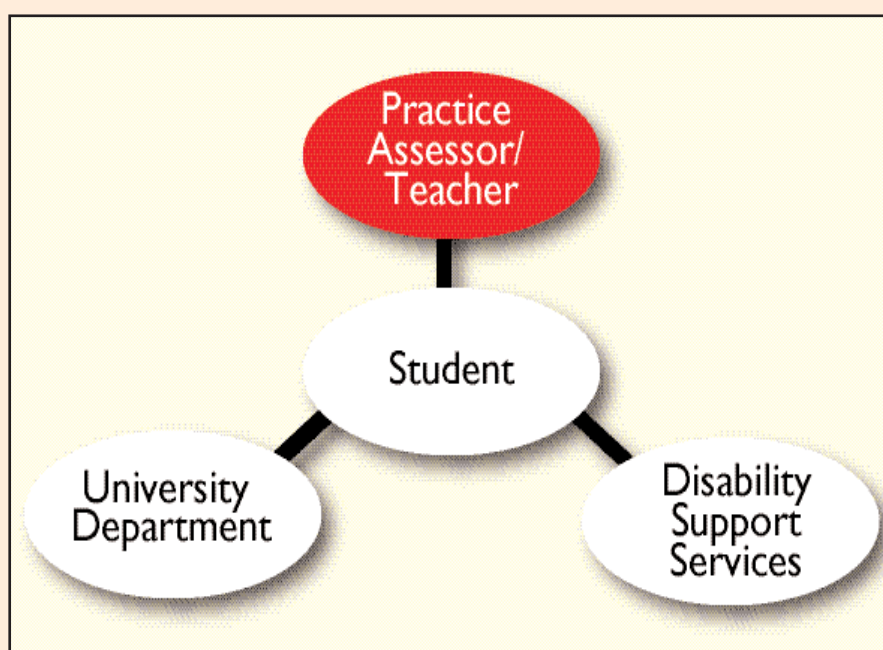 Practice
Assessor/
Teacher
Student
University
Department
Disability
Support
Services